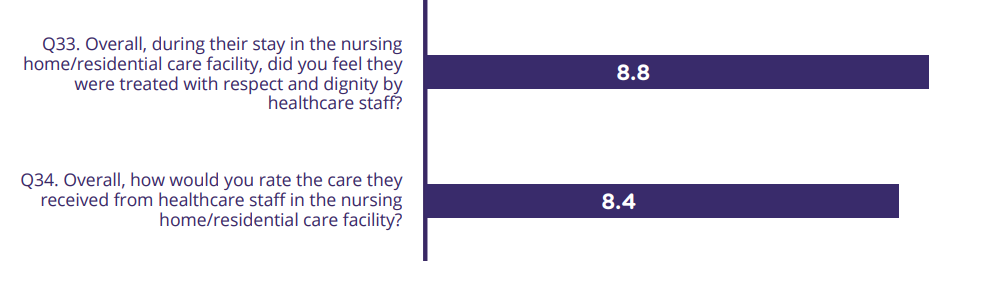 Q33. Overall, during their stay in the nursing
home/residential care facility, did you feel they
were treated with respect and dignity by
healthcare staff?
8.8
Q34. Overall, how would you rate the care they
received from healthcare staff in the nursing
home/residential care facility?
8.4